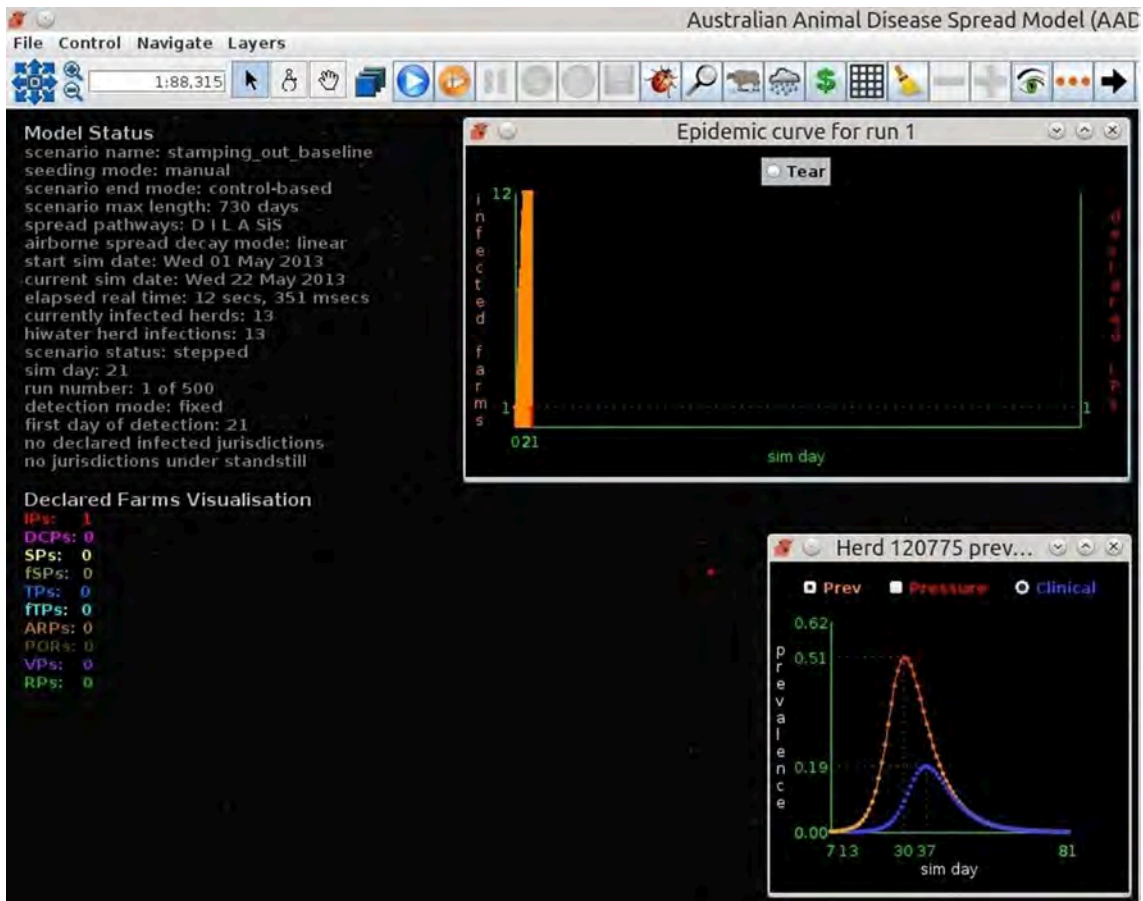 Australian Animal Disease Spread Model (AAD
File Control Navigate Layers
1:88,315
Model Status
scenario name: stamping_out_baseline
seeding mode: manual
scenario end mode: control-based
scenario max length: 730 days
spread pathways: D I L A SiS
airborne spread decay mode: linear
start sim date: Wed 01 May 2013
current sim date: Wed 22 May 2013
elapsed real time: 12 secs, 351 msecs
currently infected herds: 13
hiwater herd infections: 13
scenario status: stepped
sim day: 21
run number: 1 of 500
detection mode: fixed
first day of detection: 21
no declared infected jurisdictions
no jurisdictions under standstill
Declared Farms Visualisation
IPs: 1
DCPs: 0
SPs: 0
fSPs: 0
TPs: 0
fTPs: 0
ARPs: 0
PORs: 0
VPs: 0
RPs: 0
Epidemic curve for run 1
Tear
infected farms
12
1
declared IPs
1
0 21
sim day
Herd 120775 prev...
Prev Pressure Clinical
prevalence
0.62
0.51
0.19
0.00
7 13 30 37 81
sim day